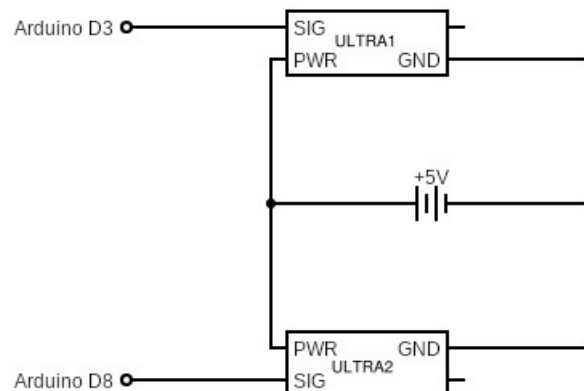 Arduino D3
SIG
ULTRA1
PWR GND
+5V
PWR GND
ULTRA2
Arduino D8
SIG